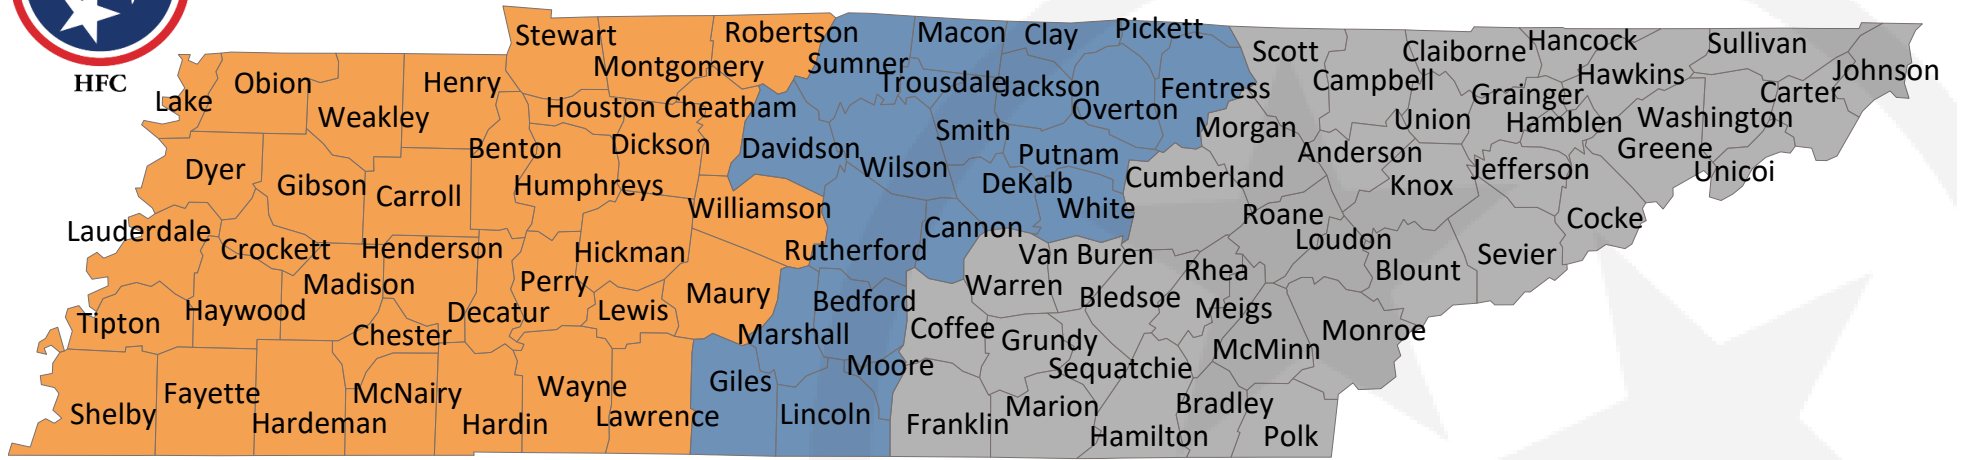 HFC
Stewart
Robertson
Macon
Clay
Pickett
Scott
Claiborne
Hancock
Sullivan
Obion
Henry
Montgomery
Sumner
Trousdale
Jackson
Fentress
Campbell
Grainger
Hawkins
Carter
Johnson
Lake
Weakley
Houston
Cheatham
Smith
Overton
Morgan
Union
Hamblen
Washington
Dyer
Gibson
Carroll
Benton
Dickson
Humphreys
Davidson
Wilson
Putnam
DeKalb
White
Cumberland
Anderson
Knox
Jefferson
Greene
Unicoi
Lauderdale
Crockett
Henderson
Hickman
Williamson
Rutherford
Cannon
Van Buren
Roane
Loudon
Blount
Sevier
Cocke
Tipton
Haywood
Madison
Chester
Decatur
Perry
Lewis
Maury
Marshall
Bedford
Coffee
Warren
Grundy
Bledsoe
Rhea
Meigs
McMinn
Monroe
Shelby
Fayette
Hardeman
McNairy
Hardin
Wayne
Lawrence
Giles
Lincoln
Moore
Franklin
Marion
Sequatchie
Hamilton
Bradley
Polk